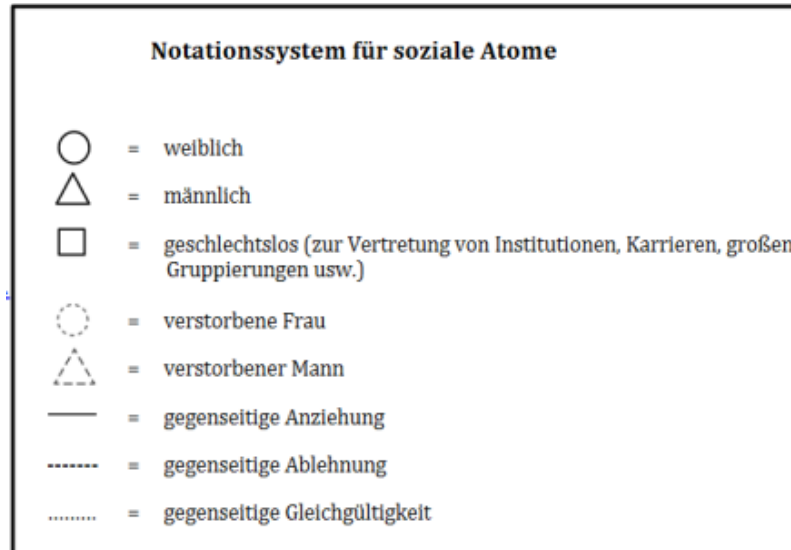 Notationssystem für soziale Atome
= weiblich
= männlich
= geschlechtslos (zur Vertretung von Institutionen, Karrieren, großen
Gruppierungen usw.)
= verstorbene Frau
= verstorbener Mann
= gegenseitige Anziehung
= gegenseitige Ablehnung
= gegenseitige Gleichgültigkeit